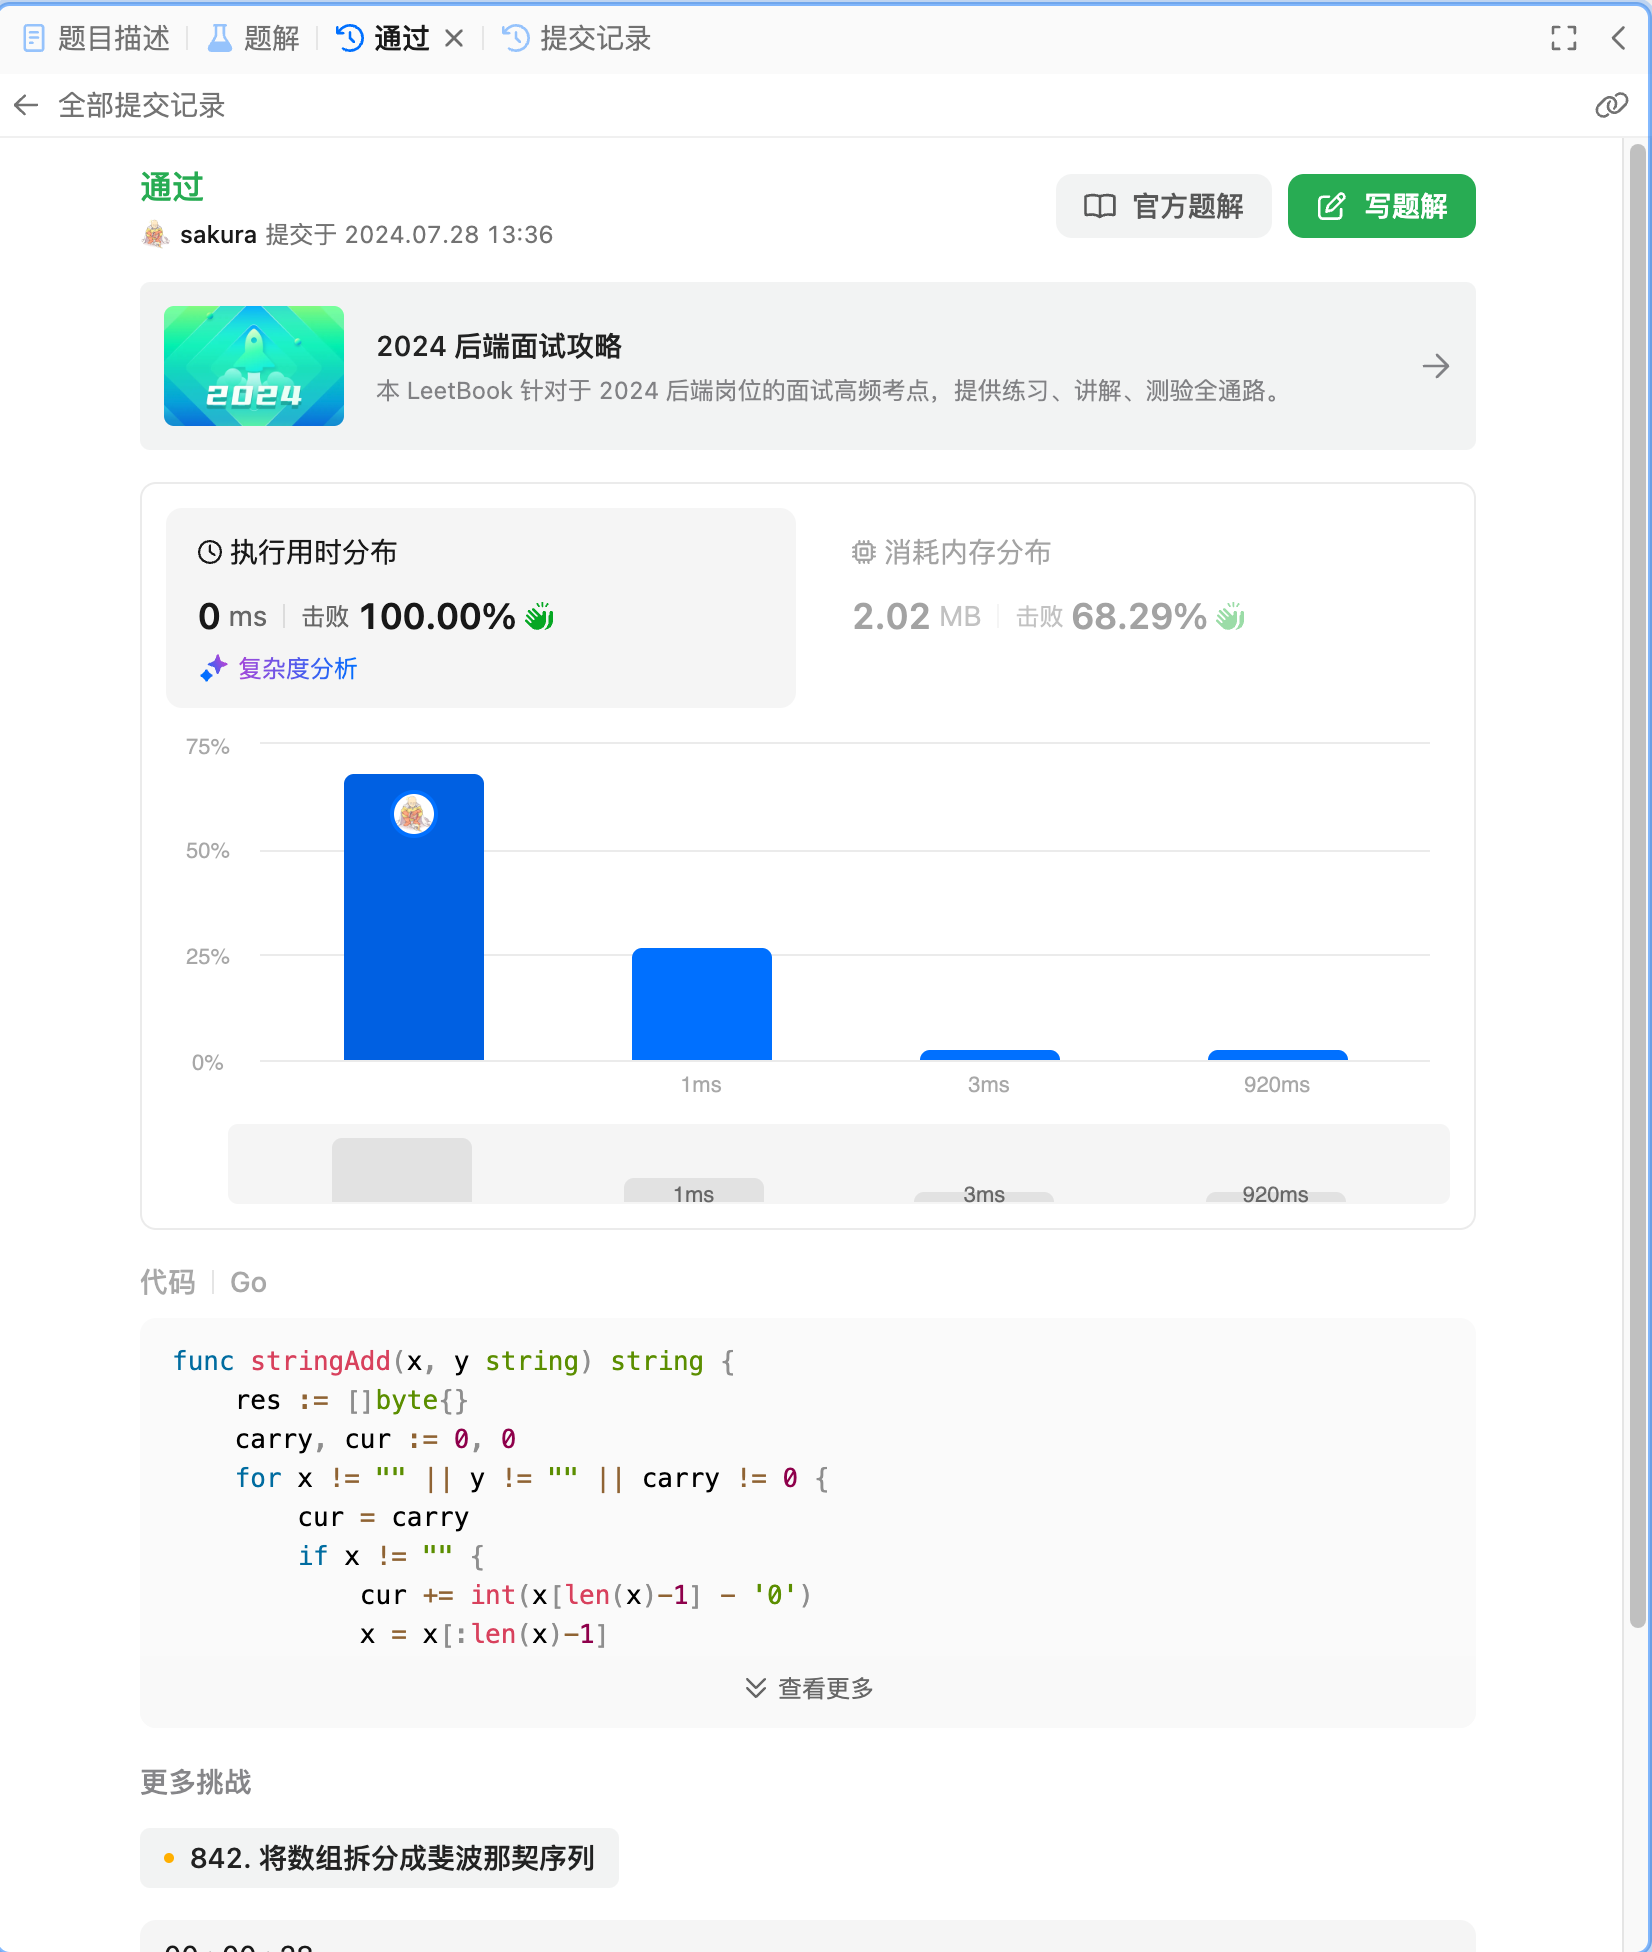 题目描述 题解 通过 提交记录
全部提交记录
通过
官方题解 写题解
sakura 提交于 2024.07.28 13:36
2024
2024 后端面试攻略
本 LeetBook 针对于 2024 后端岗位的面试高频考点，提供练习、讲解、测验全通路。
执行用时分布
0 ms 击败 100.00%
复杂度分析
消耗内存分布
2.02 MB 击败 68.29%
75%
50%
25%
0%
1ms 3ms 920ms
1ms 3ms 920ms
代码 Go
func stringAdd(x, y string) string {
    res := []byte{}
    carry, cur := 0, 0
    for x != "" || y != "" || carry != 0 {
        cur = carry
        if x != "" {
            cur += int(x[len(x)-1] - '0')
            x = x[:len(x)-1]
查看更多
更多挑战
842. 将数组拆分成斐波那契序列